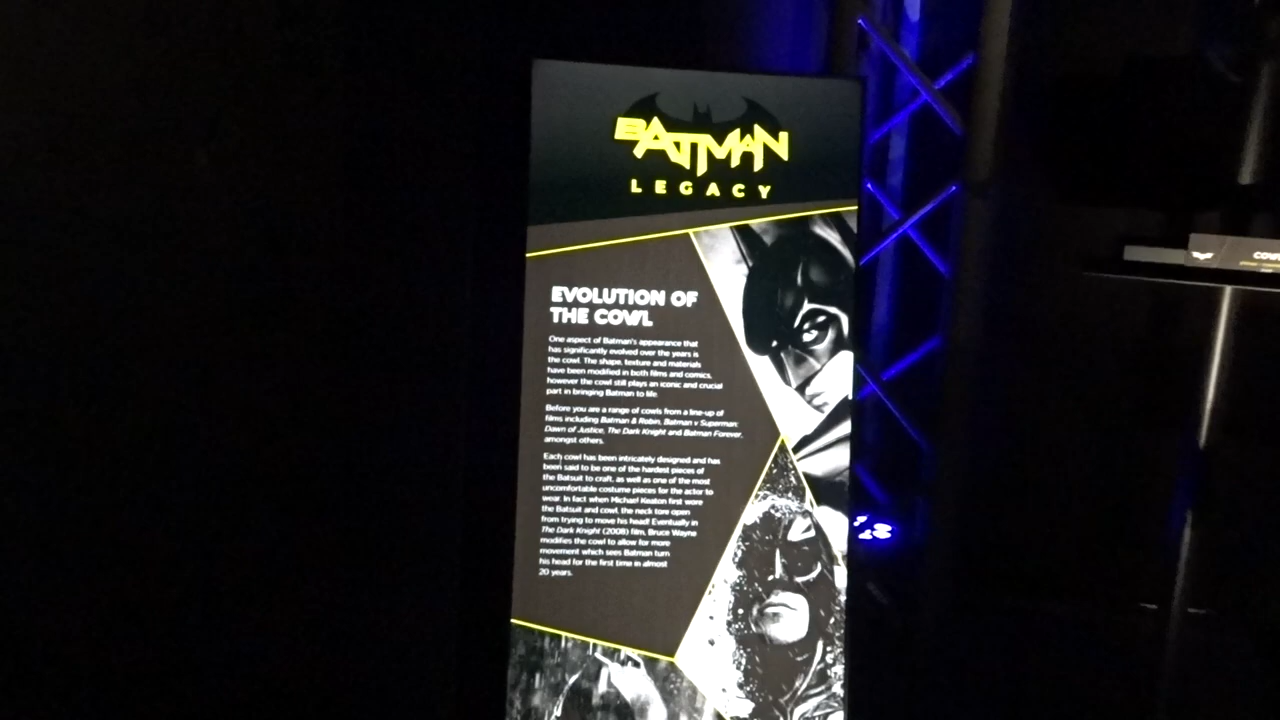 BATMAN
LEGACY
EVOLUTION OF
THE COWL
One aspect of Batman's appearance that
has significantly evolved over the years is
the cowl. The shape, texture and materials
have been modified in both films and comics,
however the cowl still plays an iconic and crucial
part in bringing Batman to life.
Before you are a range of cowls from a line-up of
films including Batman & Robin, Batman v Superman:
Dawn of Justice, The Dark Knight and Batman Forever,
amongst others.
Each cowl has been intricately designed and has
been said to be one of the hardest pieces of
the Batsuit to craft, as well as one of the most
uncomfortable costume pieces for the actor to
wear. In fact when Michael Keaton first wore
the Batsuit and cowl, the neck tore open
from trying to move his head! Eventually in
The Dark Knight (2008) film, Bruce Wayne
modifies the cowl to allow for more
movement which sees Batman turn
his head for the first time in almost
20 years.